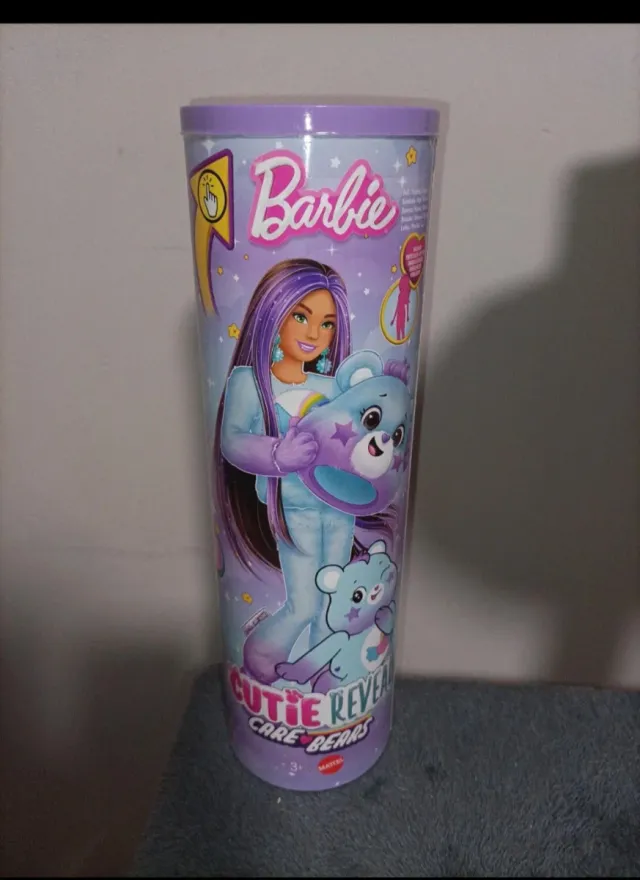 Barbie
CUTIE REVEAL
CARE BEARS
3+
MATTEL